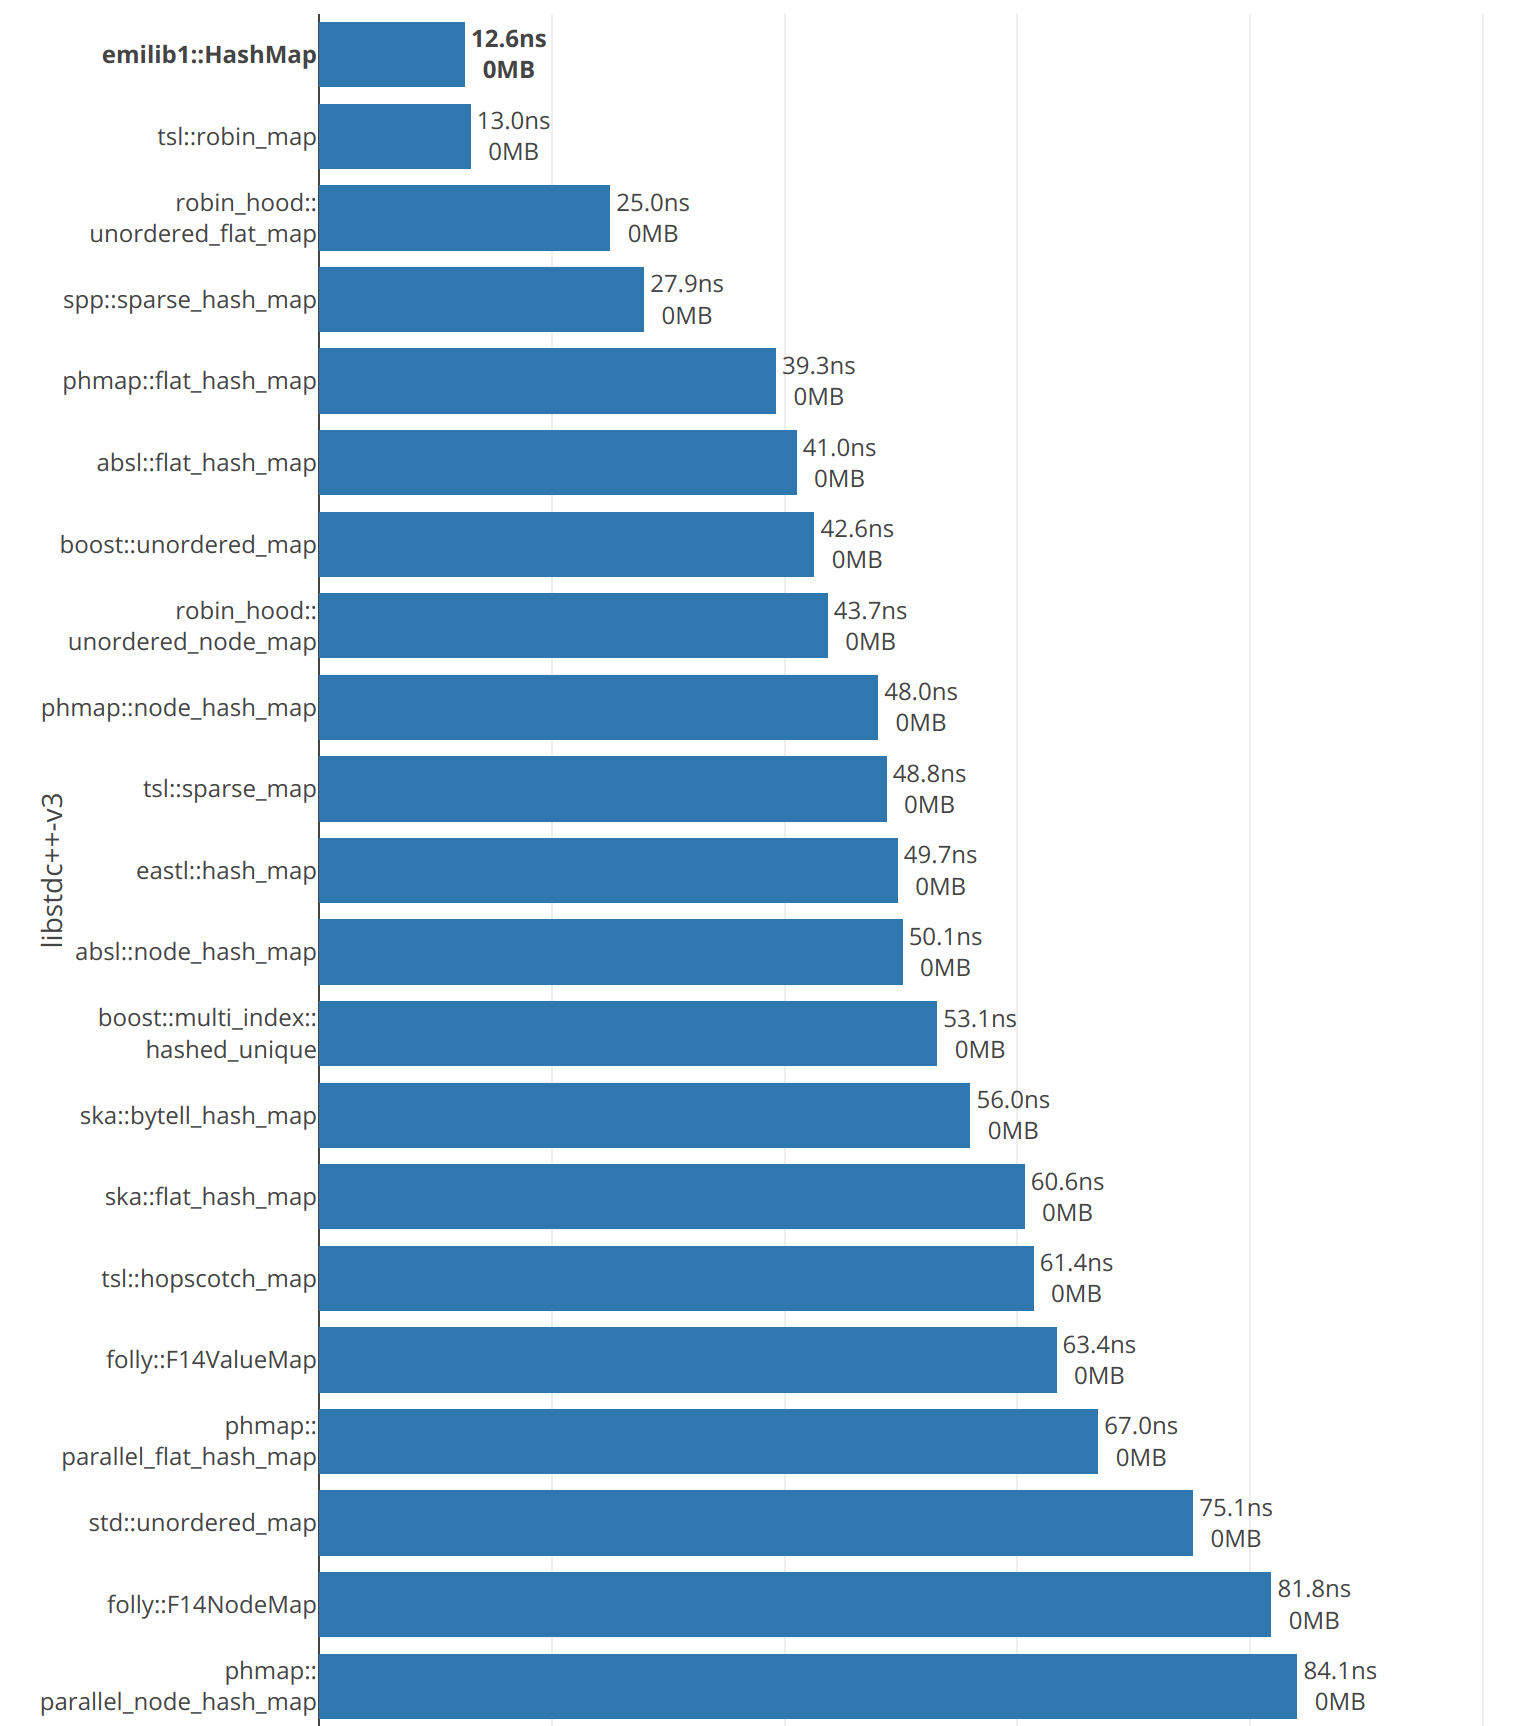 emilib1::HashMap
12.6ns
0MB
tsl::robin_map
13.0ns
0MB
robin_hood::
unordered_flat_map
25.0ns
0MB
spp::sparse_hash_map
27.9ns
0MB
phmap::flat_hash_map
39.3ns
0MB
absl::flat_hash_map
41.0ns
0MB
boost::unordered_map
42.6ns
0MB
robin_hood::
unordered_node_map
43.7ns
0MB
phmap::node_hash_map
48.0ns
0MB
tsl::sparse_map
48.8ns
0MB
libstdc++-v3
eastl::hash_map
49.7ns
0MB
absl::node_hash_map
50.1ns
0MB
boost::multi_index::
hashed_unique
53.1ns
0MB
ska::bytell_hash_map
56.0ns
0MB
ska::flat_hash_map
60.6ns
0MB
tsl::hopscotch_map
61.4ns
0MB
folly::F14ValueMap
63.4ns
0MB
phmap::
parallel_flat_hash_map
67.0ns
0MB
std::unordered_map
75.1ns
0MB
folly::F14NodeMap
81.8ns
0MB
phmap::
parallel_node_hash_map
84.1ns
0MB